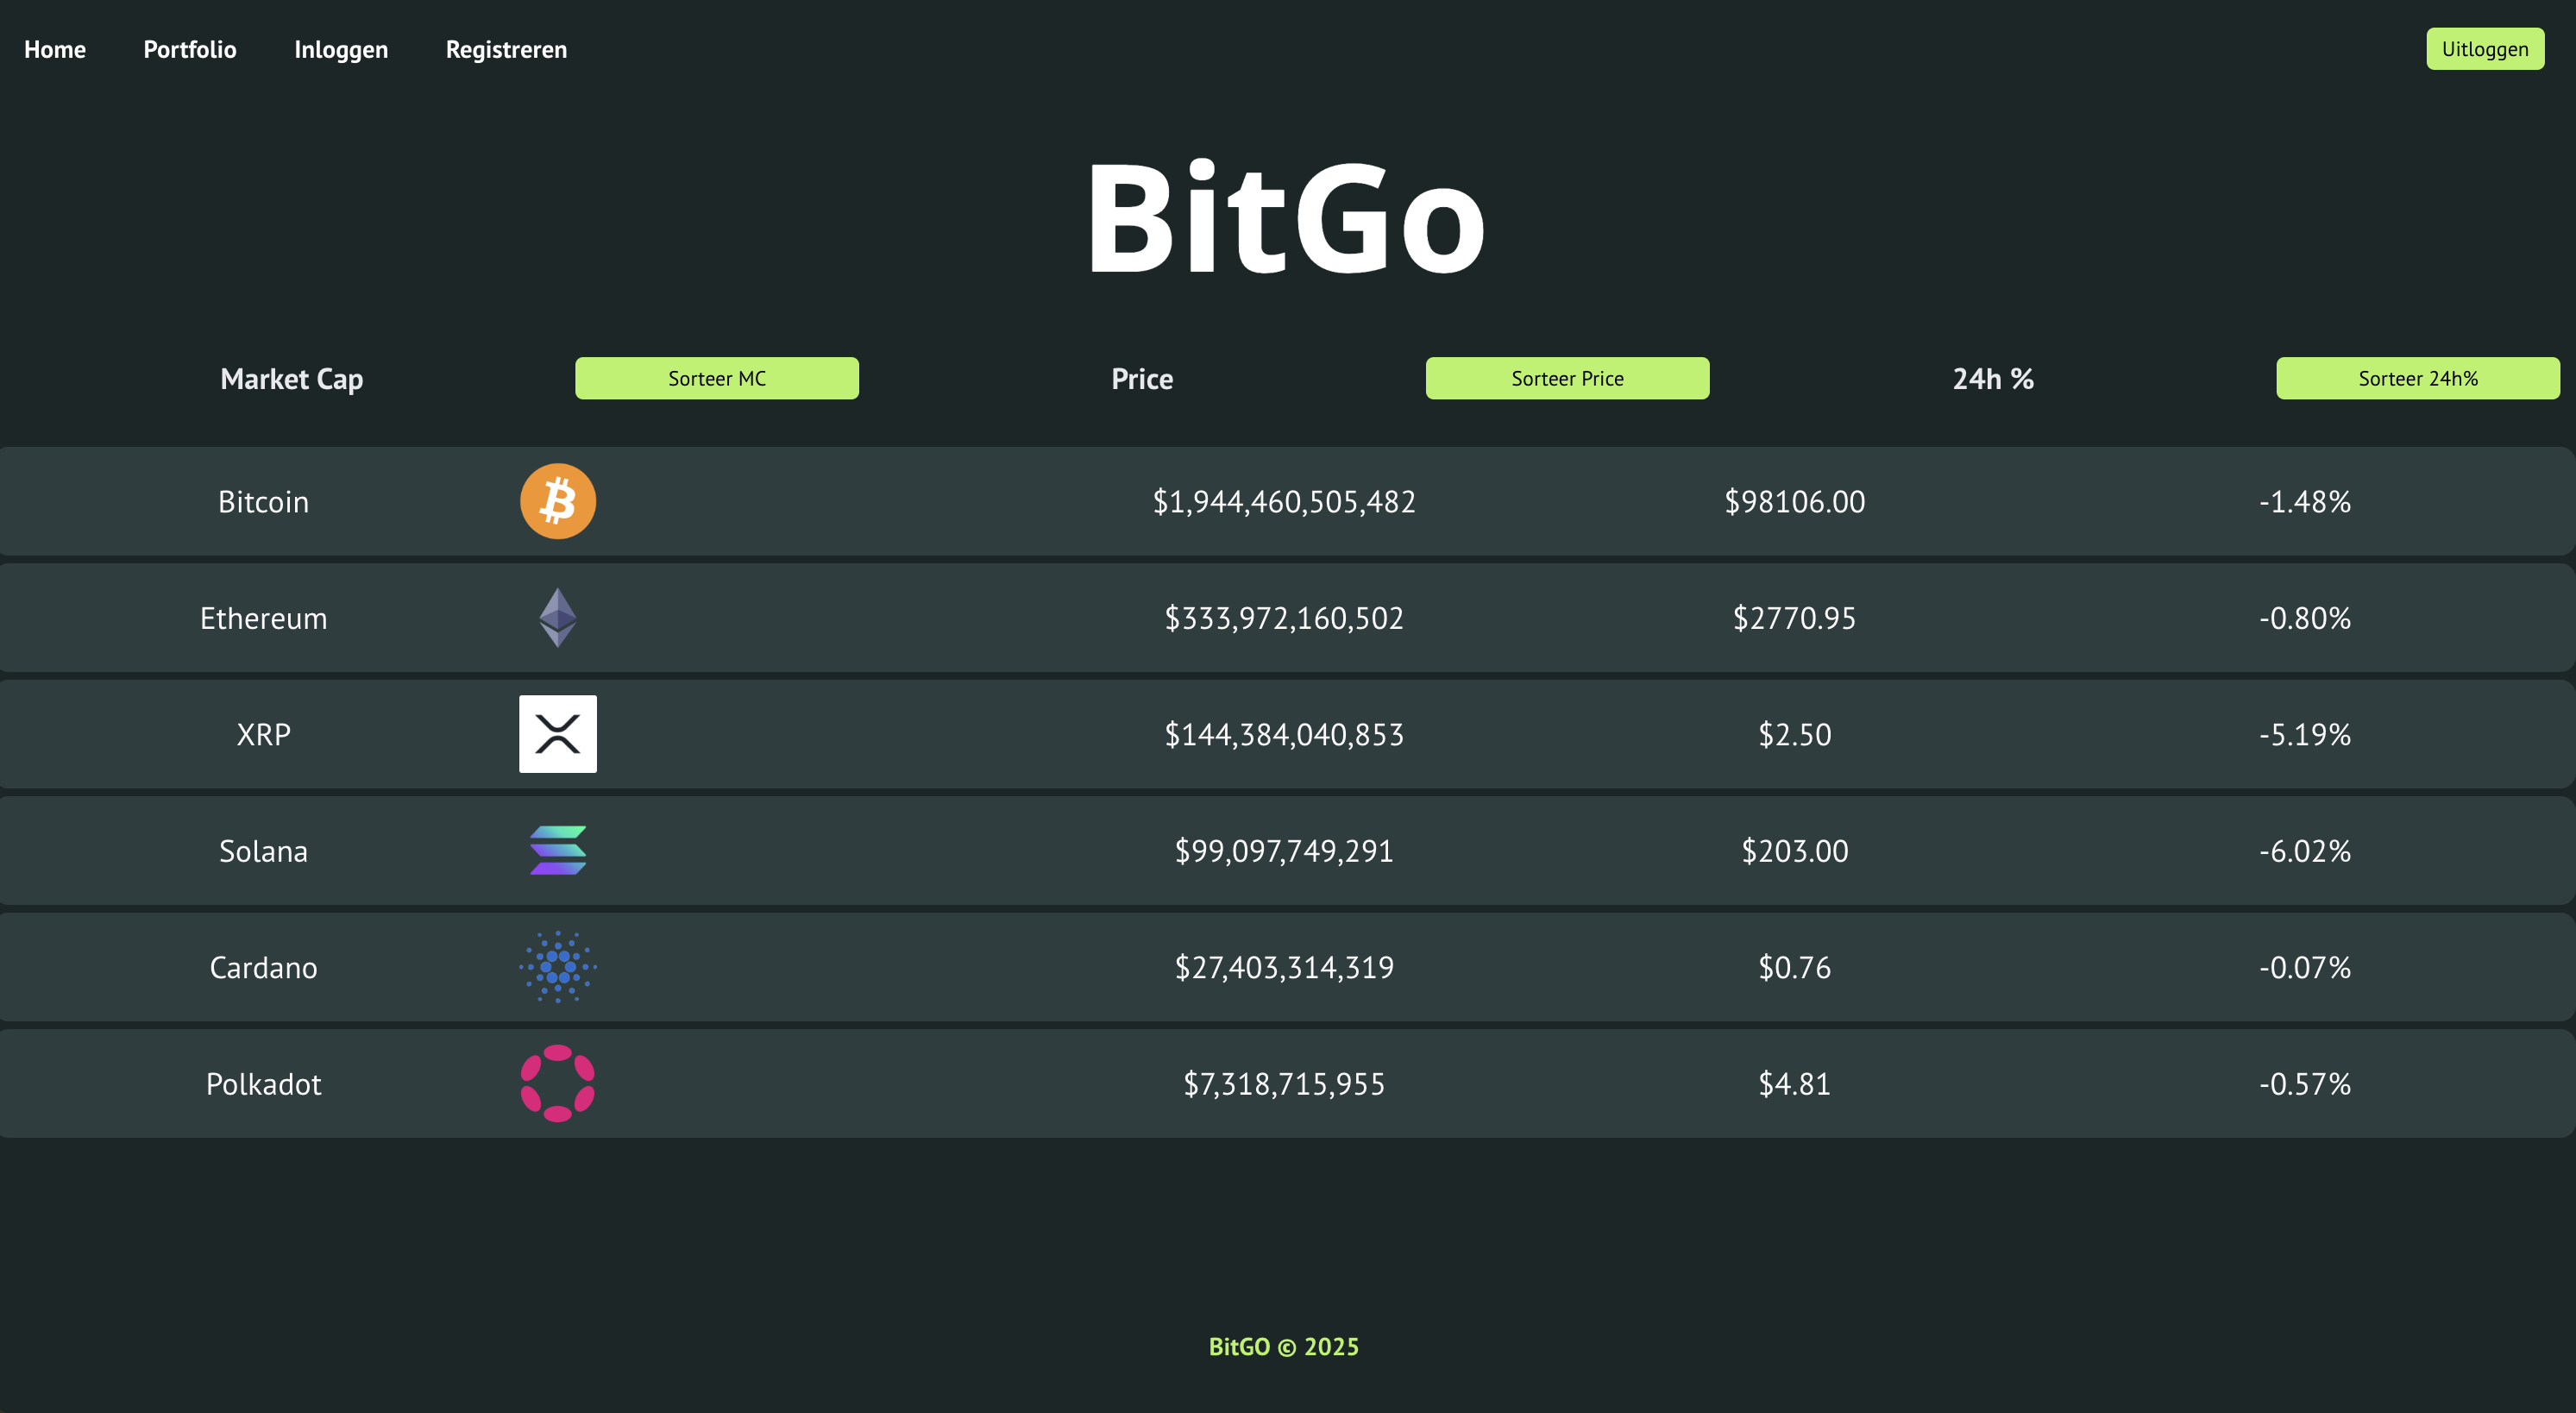 Home Portfolio Inloggen Registreren Uitloggen
BitGo
Market Cap Sorteer MC Price Sorteer Price 24h % Sorteer 24h%
Bitcoin $1,944,460,505,482 $98106.00 -1.48%
Ethereum $333,972,160,502 $2770.95 -0.80%
XRP $144,384,040,853 $2.50 -5.19%
Solana $99,097,749,291 $203.00 -6.02%
Cardano $27,403,314,319 $0.76 -0.07%
Polkadot $7,318,715,955 $4.81 -0.57%
BitGO © 2025